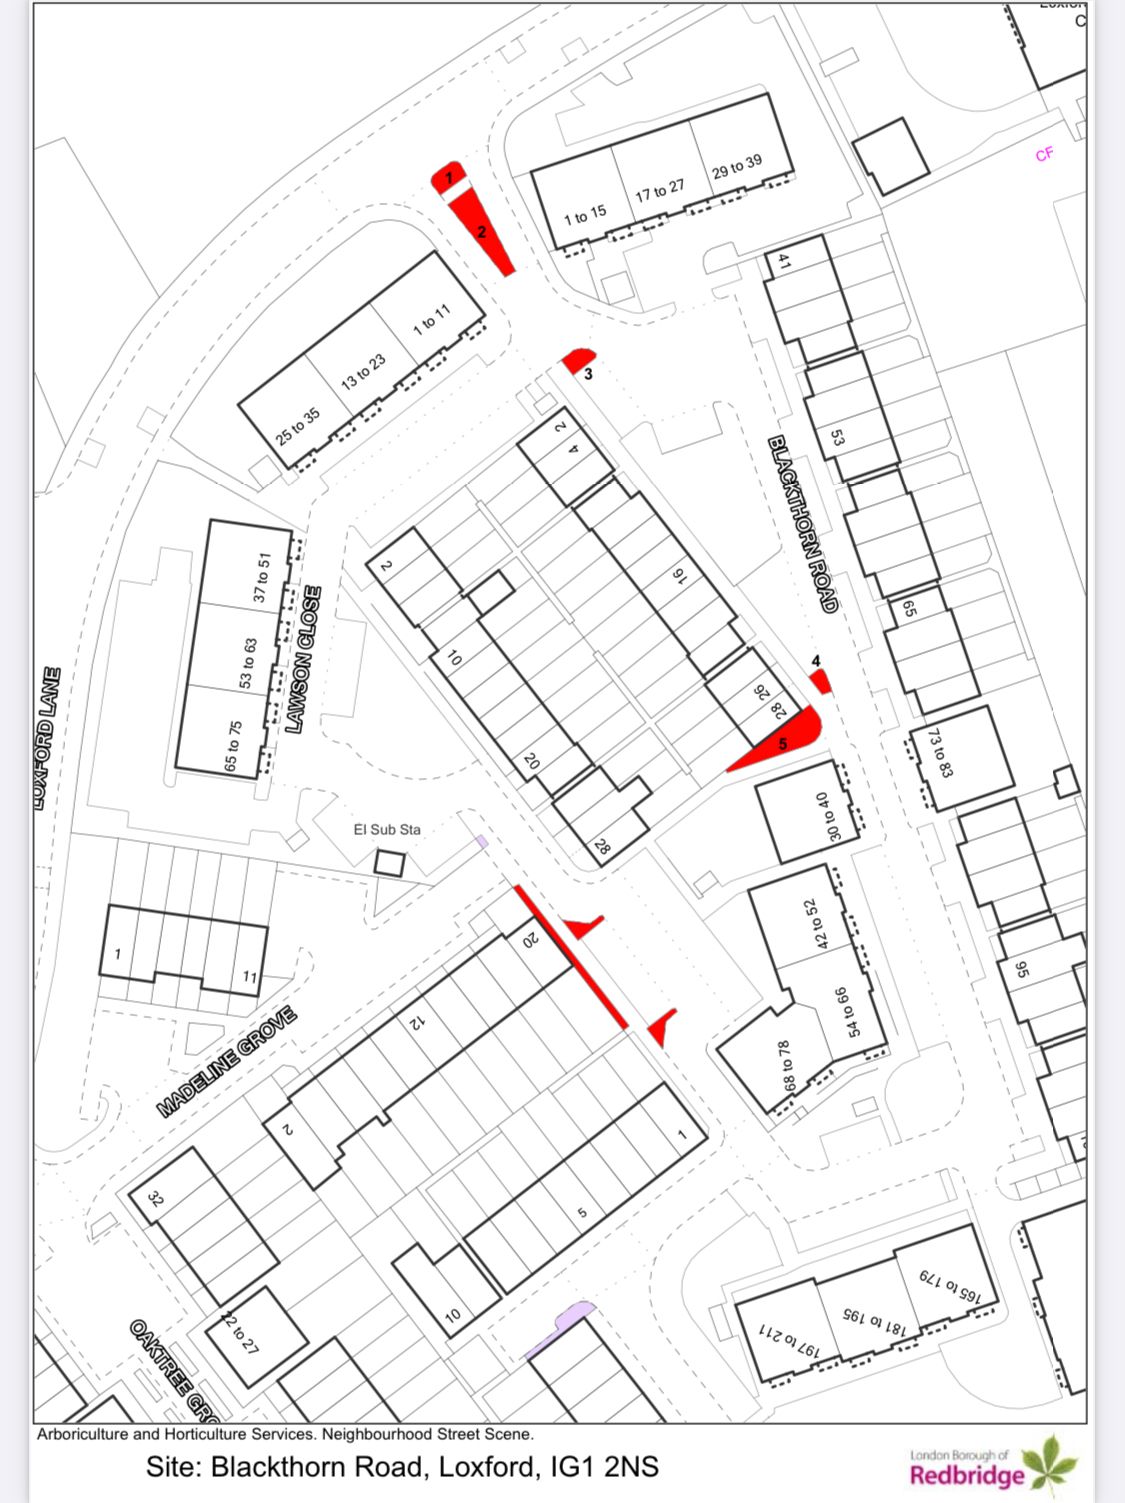 C
CF
1
2
29 to 39
17 to 27
1 to 15
41
1 to 11
13 to 23
25 to 35
3
2
4
53
BLACKTHORN ROAD
37 to 51
2
16
65
LAWSON CLOSE
10
53 to 63
4
26
28
LOXFORD LANE
65 to 75
5
20
73 to 83
30 to 40
El Sub Sta
28
42 to 52
20
1
11
56
54 to 66
12
MADELINE GROVE
68 to 78
2
1
32
5
165 to 179
181 to 195
197 to 211
10
22 to 27
OAKTREE GRO
Arboriculture and Horticulture Services. Neighbourhood Street Scene.
Site: Blackthorn Road, Loxford, IG1 2NS
London Borough of
Redbridge